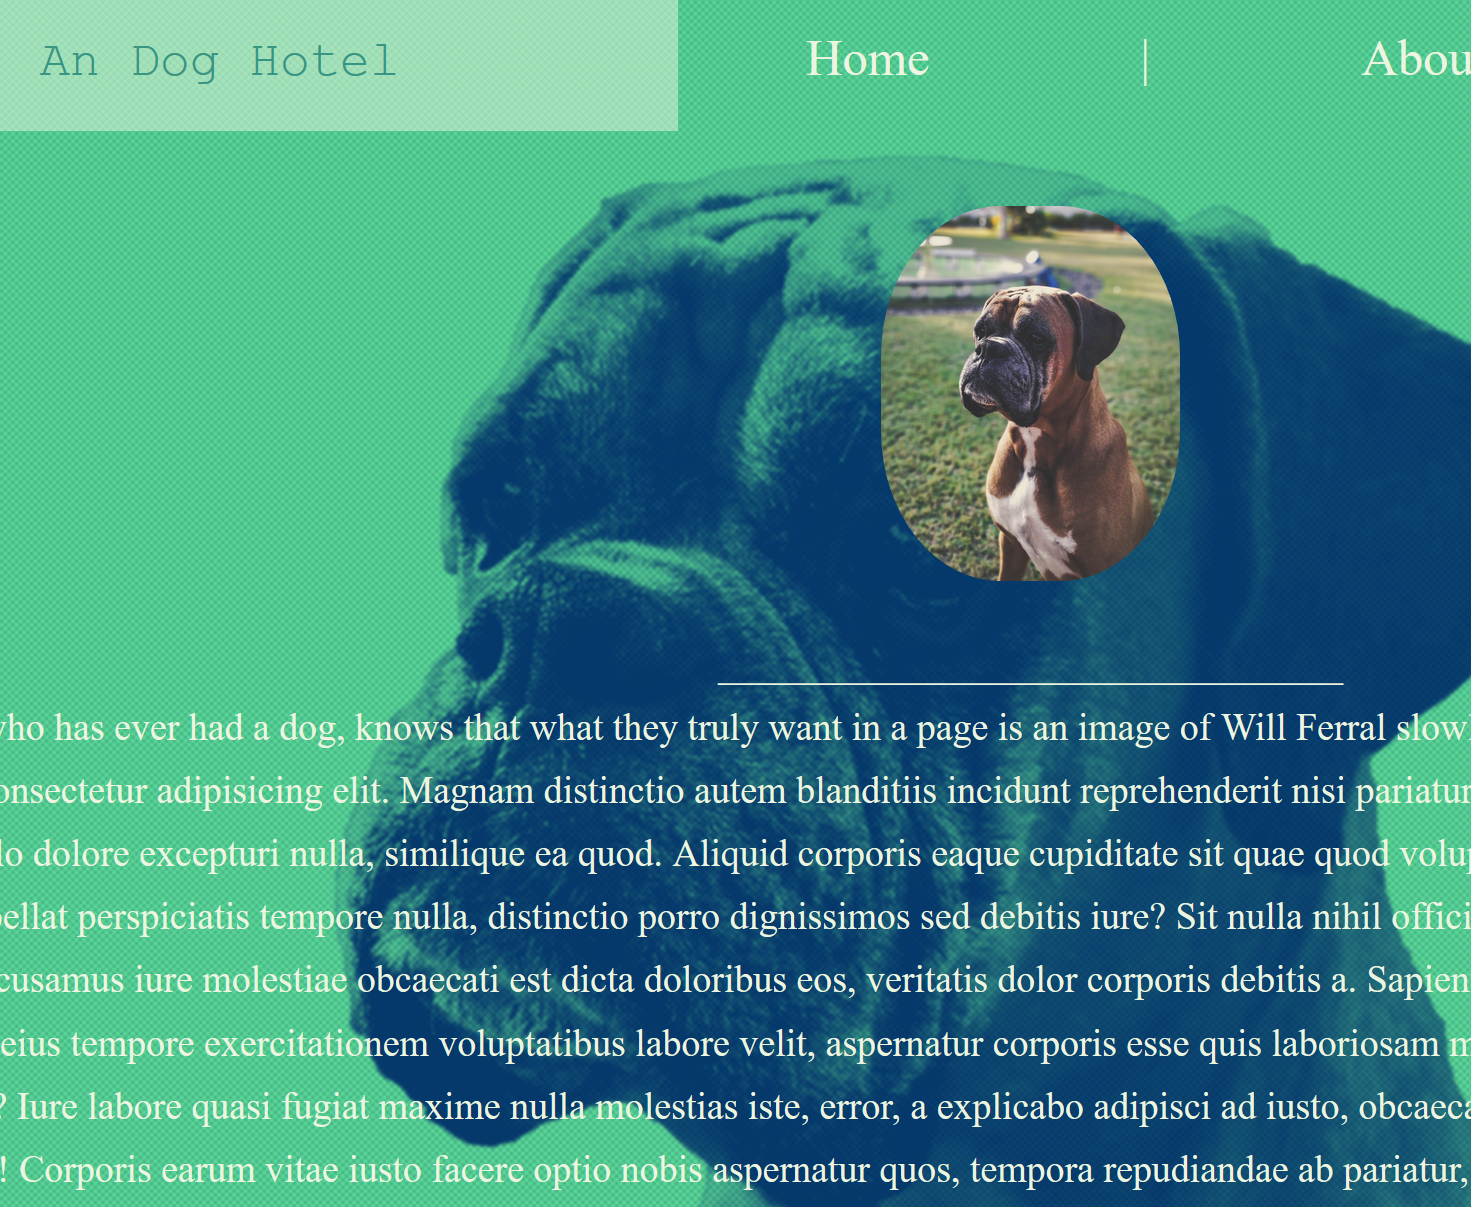 An Dog Hotel
Home | Abou
who has ever had a dog, knows that what they truly want in a page is an image of Will Ferral slow
onsectetur adipisicing elit. Magnam distinctio autem blanditiis incidunt reprehenderit nisi pariatur
lo dolore excepturi nulla, similique ea quod. Aliquid corporis eaque cupiditate sit quae quod volup
pellat perspiciatis tempore nulla, distinctio porro dignissimos sed debitis iure? Sit nulla nihil offici
cusamus iure molestiae obcaecati est dicta doloribus eos, veritatis dolor corporis debitis a. Sapien
eius tempore exercitationem voluptatibus labore velit, aspernatur corporis esse quis laboriosam m
? Iure labore quasi fugiat maxime nulla molestias iste, error, a explicabo adipisci ad iusto, obcaeca
! Corporis earum vitae iusto facere optio nobis aspernatur quos, tempora repudiandae ab pariatur,